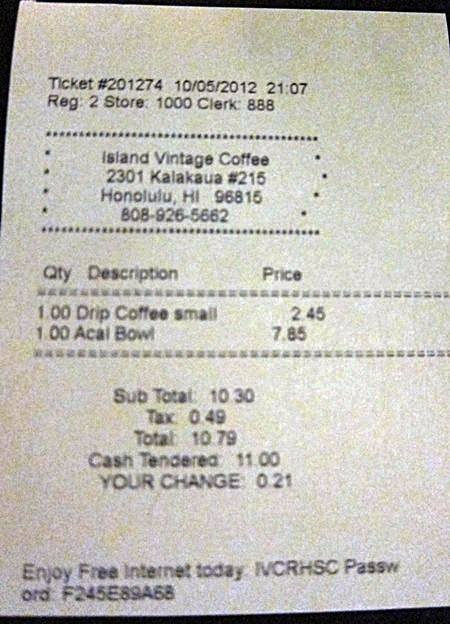 Ticket #201274 10/05/2012 21:07
Reg: 2 Store: 1000 Clerk: 888
Island Vintage Coffee
2301 Kalakaua #215
Honolulu, HI 96815
808-926-5662
Qty Description Price
1.00 Drip Coffee small 2.45
1.00 Acai Bowl 7.85
Sub Total: 10.30
Tax: 0.49
Total: 10.79
Cash Tendered: 11.00
YOUR CHANGE: 0.21
Enjoy Free Internet today: IVCRHSC Passw
ord: F245E89A68